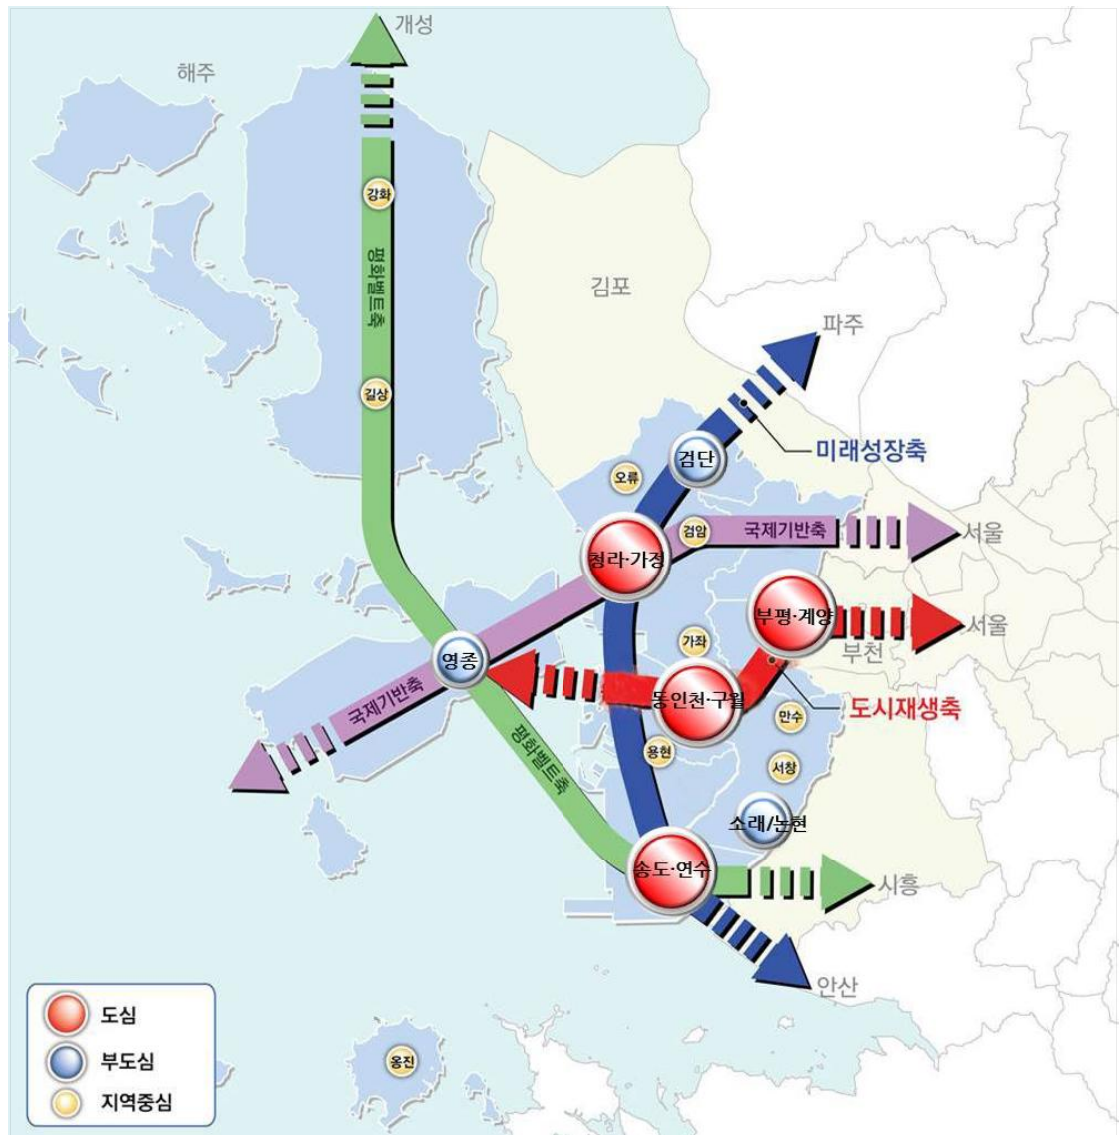 개성
해주
강화
평화벨트축
김포
파주
길상
미래성장축
검단
오류
검암
국제기반축
서울
청라·가정
부평·계양
서울
가좌
부천
영종
국제기반축
동인천·구월
도시재생축
만수
평화벨트축
용현
서창
소래/논현
송도·연수
시흥
안산
옹진
도심
부도심
지역중심